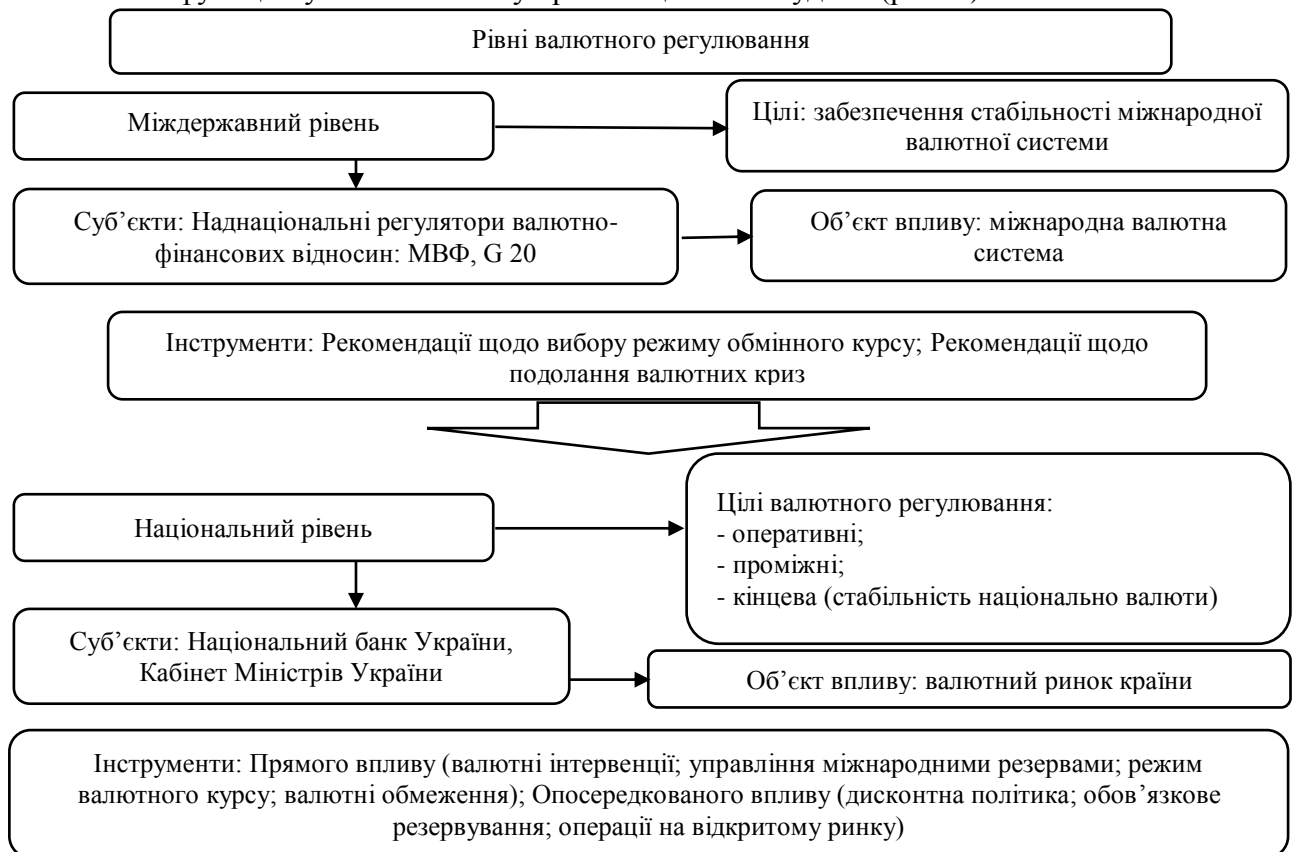 Рівні валютного регулювання
Міждержавний рівень
Цілі: забезпечення стабільності міжнародної
валютної системи
Суб’єкти: Наднаціональні регулятори валютно-
фінансових відносин: МВФ, G 20
Об’єкт впливу: міжнародна валютна
система
Інструменти: Рекомендації щодо вибору режиму обмінного курсу; Рекомендації щодо
подолання валютних криз
Національний рівень
Цілі валютного регулювання:
- оперативні;
- проміжні;
- кінцева (стабільність національно валюти)
Суб’єкти: Національний банк України,
Кабінет Міністрів України
Об’єкт впливу: валютний ринок країни
Інструменти: Прямого впливу (валютні інтервенції; управління міжнародними резервами; режим
валютного курсу; валютні обмеження); Опосередкованого впливу (дисконтна політика; обов’язкове
резервування; операції на відкритому ринку)